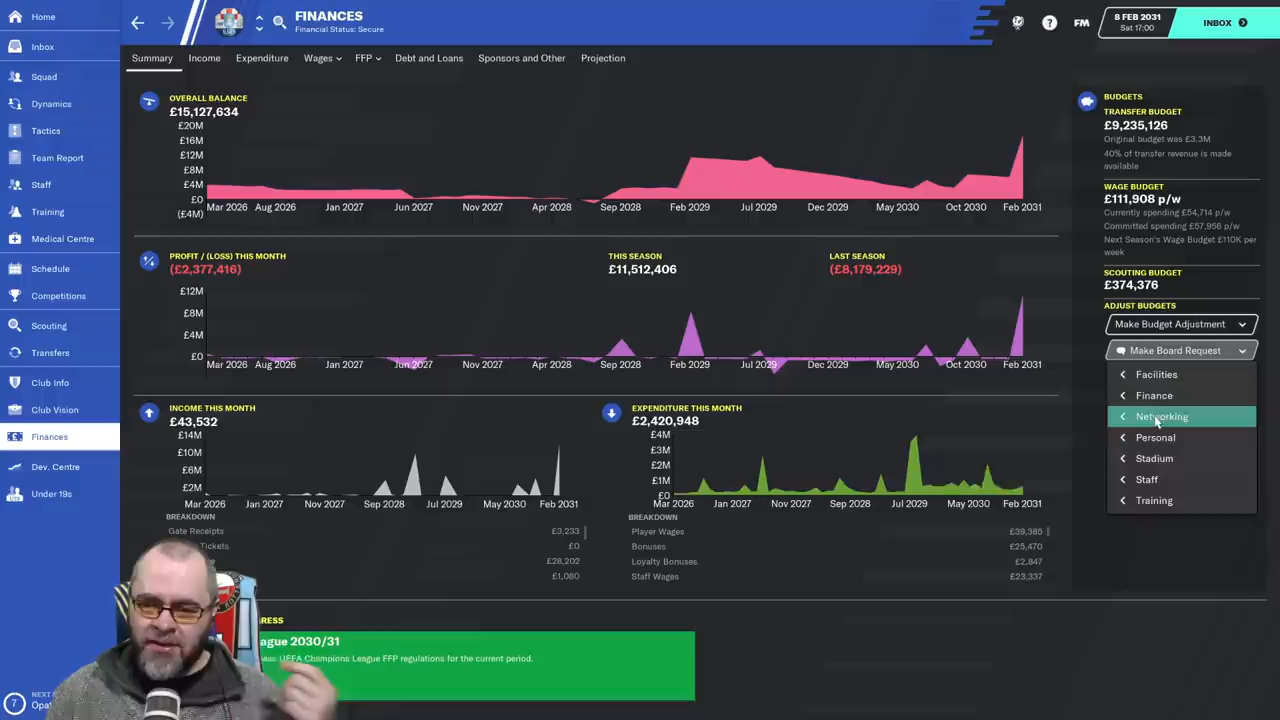 Home
Inbox
Squad
Dynamics
Tactics
Team Report
Staff
Training
Medical Centre
Schedule
Competitions
Scouting
Transfers
Club Info
Club Vision
Finances
Dev. Centre
Under 19s
7
NEXT
Opat
FINANCES
Financial Status: Secure
?
FM
8 FEB 2031
Sat 17:00
INBOX
Summary
Income
Expenditure
Wages
FFP
Debt and Loans
Sponsors and Other
Projection
OVERALL BALANCE
£15,127,634
£20M
£16M
£12M
£8M
£4M
£0
(£4M)
Mar 2026 Aug 2026 Jan 2027 Jun 2027 Nov 2027 Apr 2028 Sep 2028 Feb 2029 Jul 2029 Dec 2029 May 2030 Oct 2030 Feb 2031
PROFIT / (LOSS) THIS MONTH
(£2,377,416)
THIS SEASON
£11,512,406
LAST SEASON
(£8,179,229)
£12M
£8M
£4M
£0
Mar 2026 Aug 2026 Jan 2027 Jun 2027 Nov 2027 Apr 2028 Sep 2028 Feb 2029 Jul 2029 Dec 2029 May 2030 Oct 2030 Feb 2031
INCOME THIS MONTH
£43,532
£14M
£10M
£6M
£2M
Mar 2026 Jan 2027 Nov 2027 Sep 2028 Jul 2029 May 2030 Feb 2031
BREAKDOWN
Gate Receipts £3,233
Tickets £0
£28,202
£1,080
EXPENDITURE THIS MONTH
£2,420,948
£4M
£3M
£2M
£1M
£0
Mar 2026 Jan 2027 Nov 2027 Sep 2028 Jul 2029 May 2030 Feb 2031
BREAKDOWN
Player Wages £39,385
Bonuses £25,470
Loyalty Bonuses £2,847
Staff Wages £23,337
GRESS
ague 2030/31
UEFA Champions League FFP regulations for the current period.
BUDGETS
TRANSFER BUDGET
£9,235,126
Original budget was £3.3M
40% of transfer revenue is made
available
WAGE BUDGET
£111,908 p/w
Currently spending £54,714 p/w
Committed spending £57,956 p/w
Next Season's Wage Budget £110K per
week
SCOUTING BUDGET
£374,376
ADJUST BUDGETS
Make Budget Adjustment
Make Board Request
Facilities
Finance
Networking
Personal
Stadium
Staff
Training